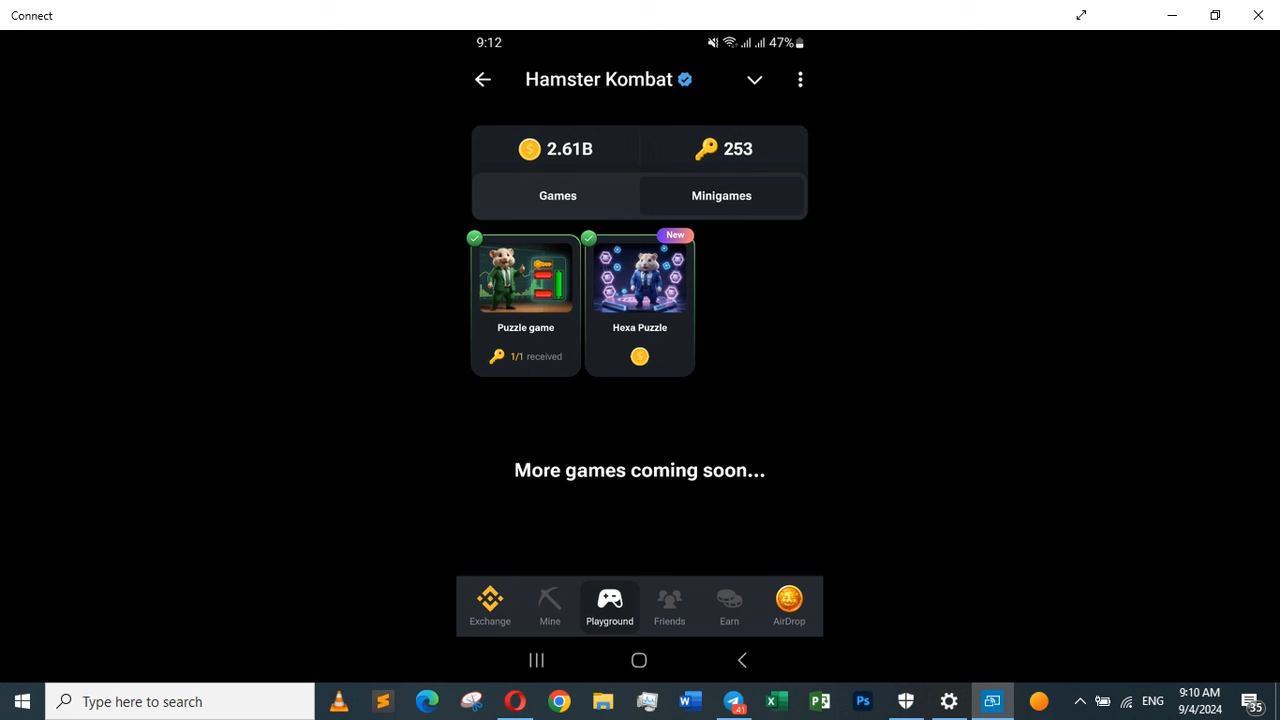 Connect
9:12
47%
Hamster Kombat
2.61B
253
Games
Minigames
New
Puzzle game
Hexa Puzzle
1/1 received
More games coming soon...
Exchange
Mine
Playground
Friends
Earn
AirDrop
Type here to search
W
41
X
P
Ps
ENG
9:10 AM
9/4/2024
35